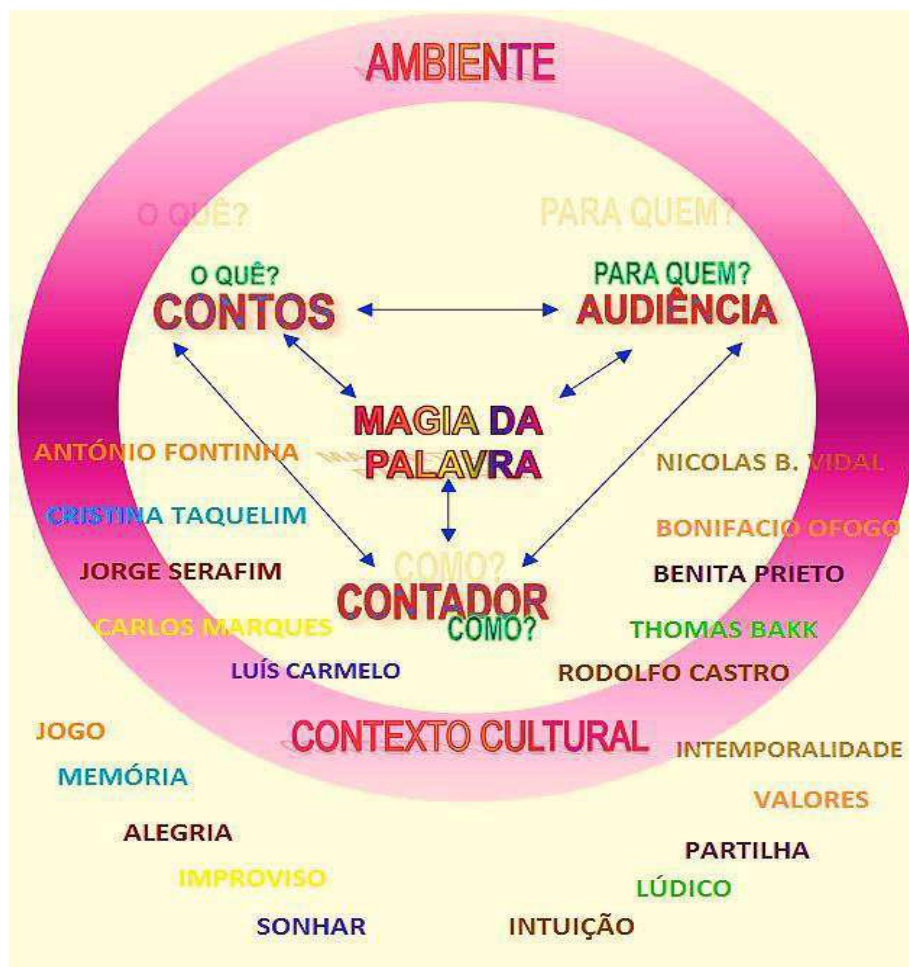 AMBIENTE
O QUÊ?
PARA QUEM?
O QUÊ?
PARA QUEM?
CONTOS
AUDIÊNCIA
MAGIA DA
PALAVRA
ANTÓNIO FONTINHA
NICOLAS B. VIDAL
CRISTINA TAQUELIM
BONIFACIO OFOGO
COMO?
JORGE SERAFIM
BENITA PRIETO
CONTADOR
COMO?
CARLOS MARQUES
THOMAS BAKK
LUÍS CARMELO
RODOLFO CASTRO
CONTEXTO CULTURAL
JOGO
INTEMPORALIDADE
MEMÓRIA
VALORES
ALEGRIA
PARTILHA
IMPROVISO
LÚDICO
SONHAR
INTUIÇÃO